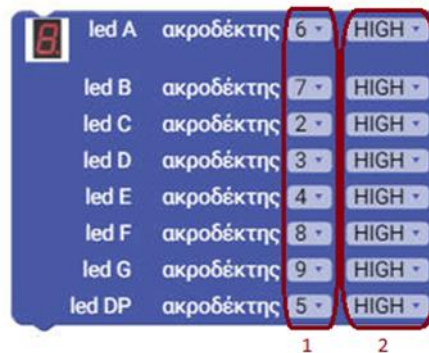 led A ακροδέκτης 6 HIGH
led B ακροδέκτης 7 HIGH
led C ακροδέκτης 2 HIGH
led D ακροδέκτης 3 HIGH
led E ακροδέκτης 4 HIGH
led F ακροδέκτης 8 HIGH
led G ακροδέκτης 9 HIGH
led DP ακροδέκτης 5 HIGH
1 2